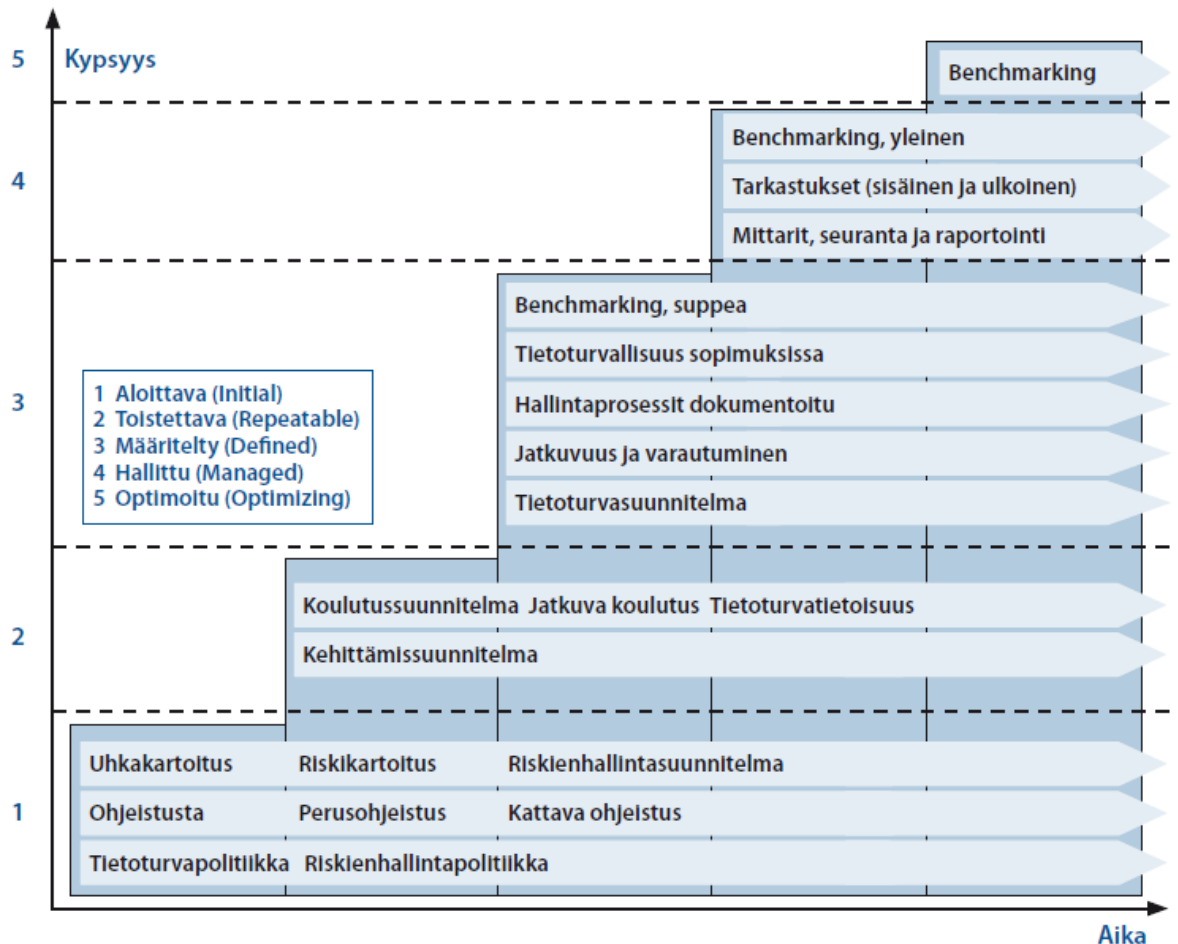 5
Kypsyys
Benchmarking
Benchmarking, yleinen
4
Tarkastukset (sisäinen ja ulkoinen)
Mittarit, seuranta ja raportointi
Benchmarking, suppea
Tietoturvallisuus sopimuksissa
3
Hallintaprosessit dokumentoitu
Jatkuvuus ja varautuminen
Tietoturvasuunnitelma
1 Aloittava (Initial)
2 Toistettava (Repeatable)
3 Määritelty (Defined)
4 Hallittu (Managed)
5 Optimoitu (Optimizing)
Koulutussuunnitelma Jatkuva koulutus Tietoturvatietoisuus
2
Kehittämissuunnitelma
Uhkakartoitus Riskikartoitus Riskienhallintasuunnitelma
1
Ohjeistusta Perusohjeistus Kattava ohjeistus
Tietoturvapolitiikka Riskienhallintapolitiikka
Aika